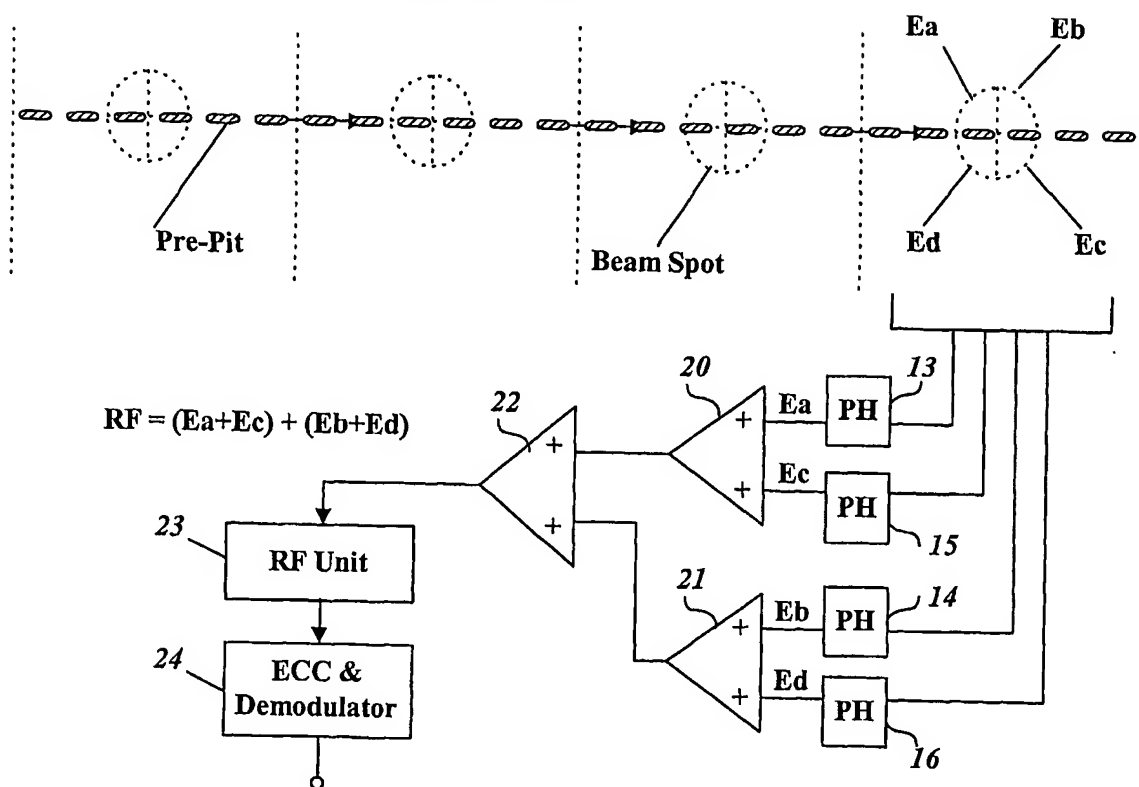 Ea
Eb
Pre-Pit
Beam Spot
Ed
Ec
RF = (Ea+Ec) + (Eb+Ed)
22
20
Ea
PH
13
+
+
+
+
Ec
PH
15
23
RF Unit
21
+
+
Eb
PH
14
24
ECC &
Demodulator
Ed
PH
16